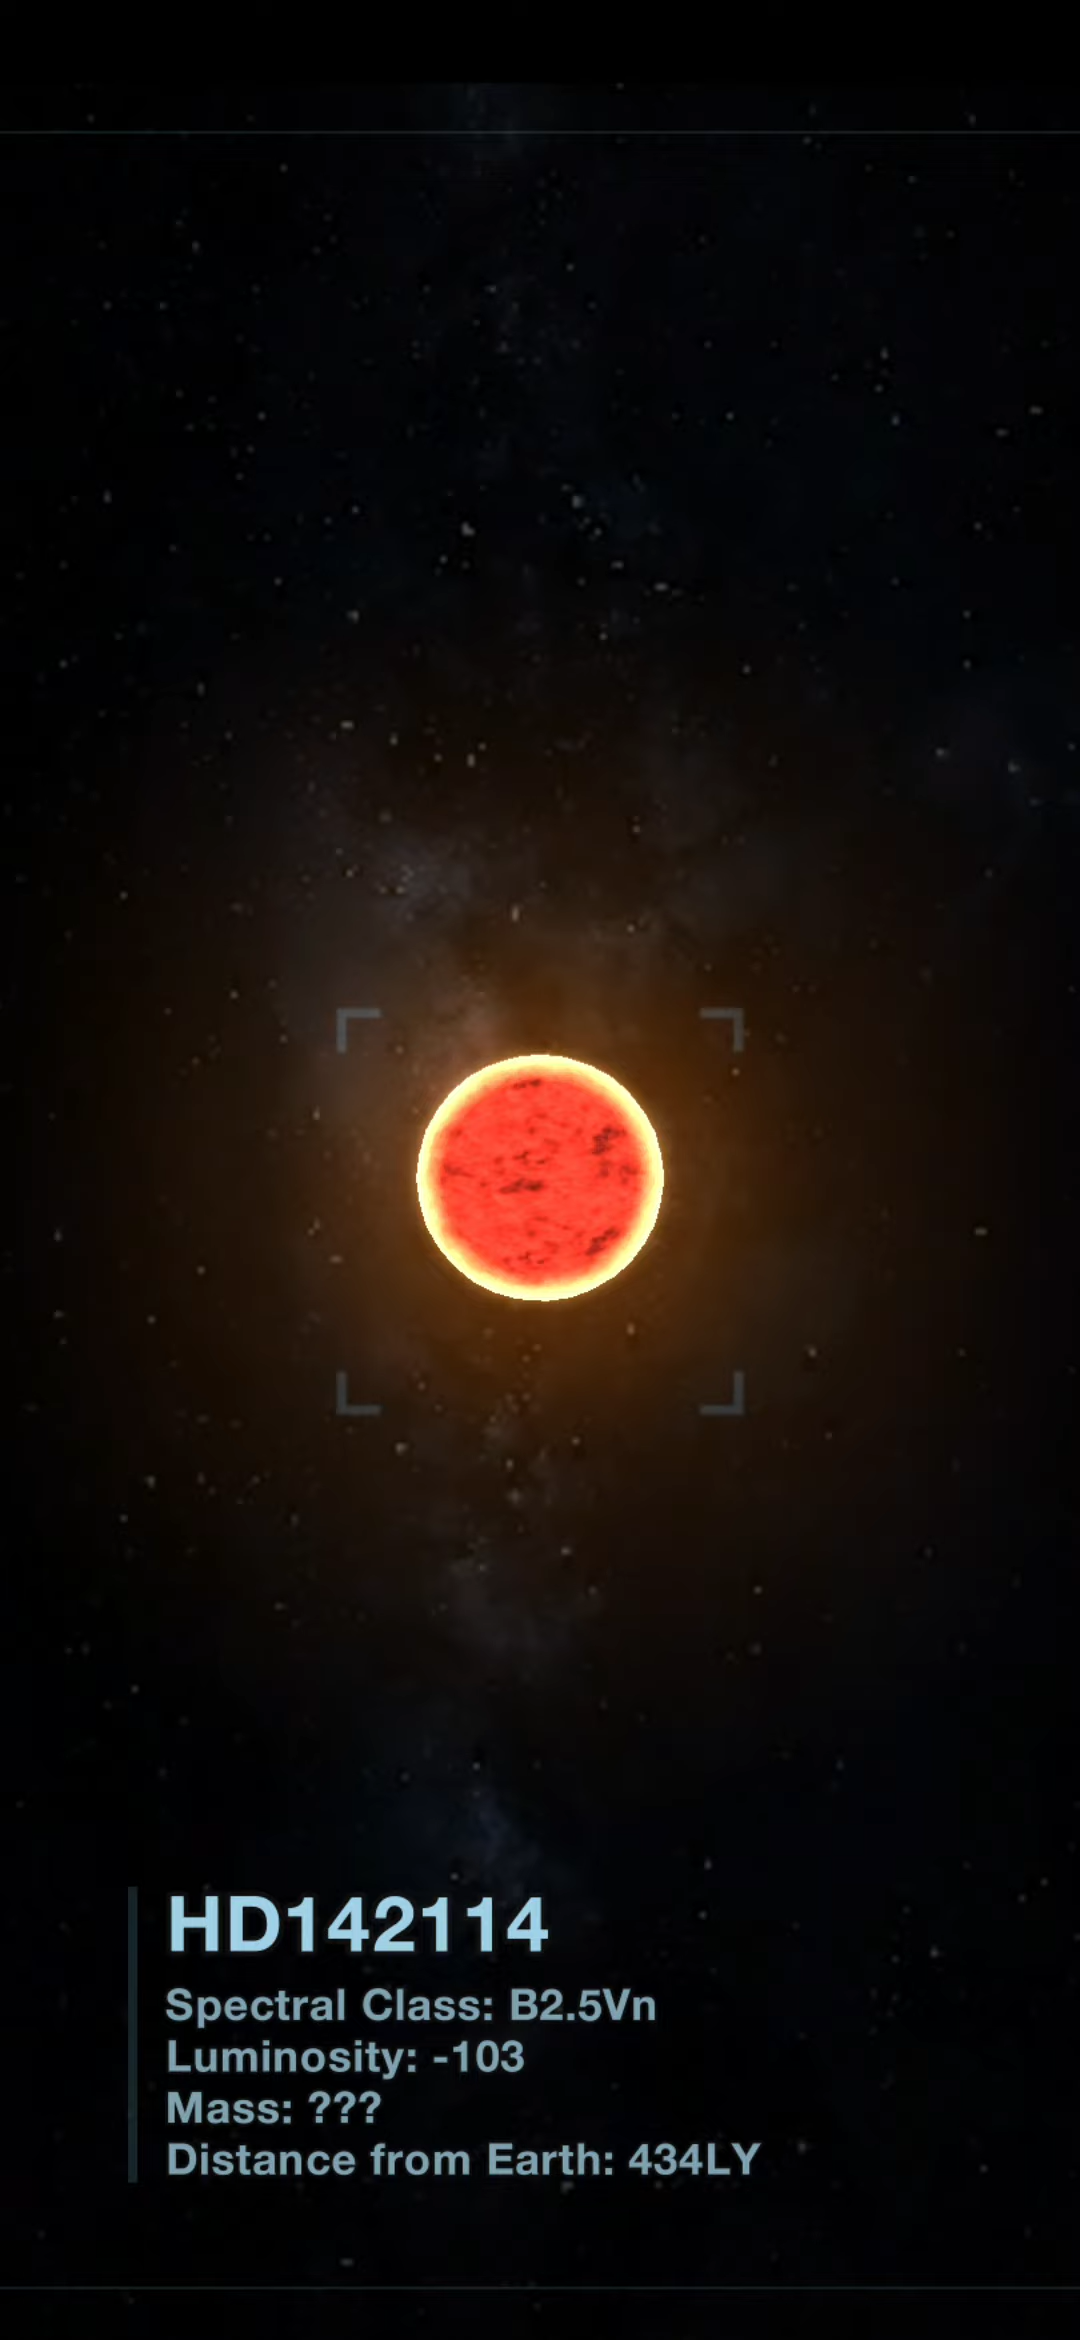 HD142114
Spectral Class: B2.5Vn
Luminosity: -103
Mass: ???
Distance from Earth: 434LY